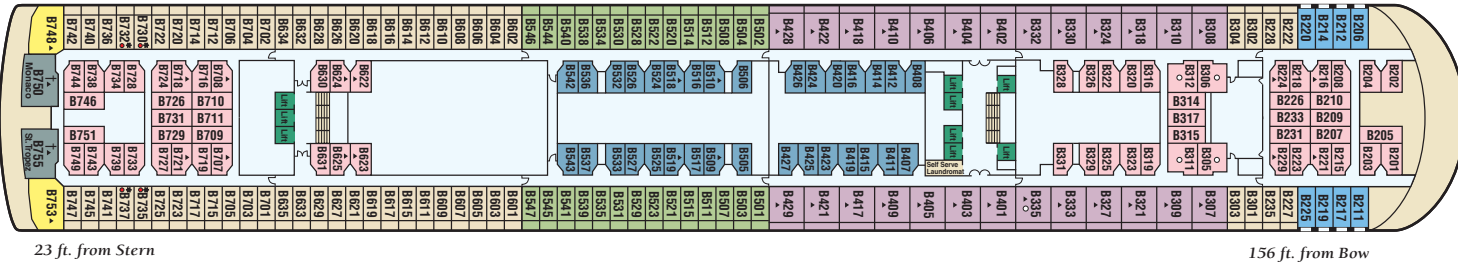 B748 B742 B740 B736 B732 B730 B722 B720 B714 B712 B706 B704 B702 B634 B632 B628 B626 B620 B618 B616 B614 B612 B610 B608 B606 B604 B602 B546 B544 B540 B538 B534 B528 B522 B520 B514 B512 B508 B504 B502 B428 B422 B418 B410 B406 B404 B402 B332 B330 B324 B318 B310 B308 B304 B302 B228 B222 B220 B214 B212 B206
B750 Monaco B744 B738 B734 B728 B724 B718 B716 B708 B630 B624 B622 B542 B536 B532 B526 B524 B518 B516 B510 B506 B426 B424 B420 B416 B414 B412 B408 Lift Lift B328 B326 B322 B320 B316 B312 B306 B224 B218 B216 B208 B204 B202
B746 B726 B710 Lift Lift Lift B314 B226 B210
B731 B711 B317 B233 B209
B751 B729 B709 Lift B315 B231 B207 B205
B755 St. Tropez B749 B743 B739 B733 B727 B721 B719 B707 B631 B625 B623 B543 B537 B533 B527 B525 B519 B517 B509 B505 B427 B425 B423 B419 B415 B411 B407 Lift Lift B331 B329 B325 B323 B319 B311 B305 B229 B223 B221 B215 B203 B201
Self Serve
Laundromat
B753 B747 B745 B741 B737 B735 B725 B723 B717 B715 B705 B703 B701 B635 B633 B629 B627 B621 B619 B617 B615 B611 B609 B607 B605 B603 B601 B547 B545 B541 B539 B535 B531 B529 B523 B521 B515 B511 B507 B503 B501 B429 B421 B417 B409 B405 B403 B401 B335 B333 B327 B321 B309 B307 B303 B301 B235 B227 B225 B219 B217 B211
23 ft. from Stern
156 ft. from Bow